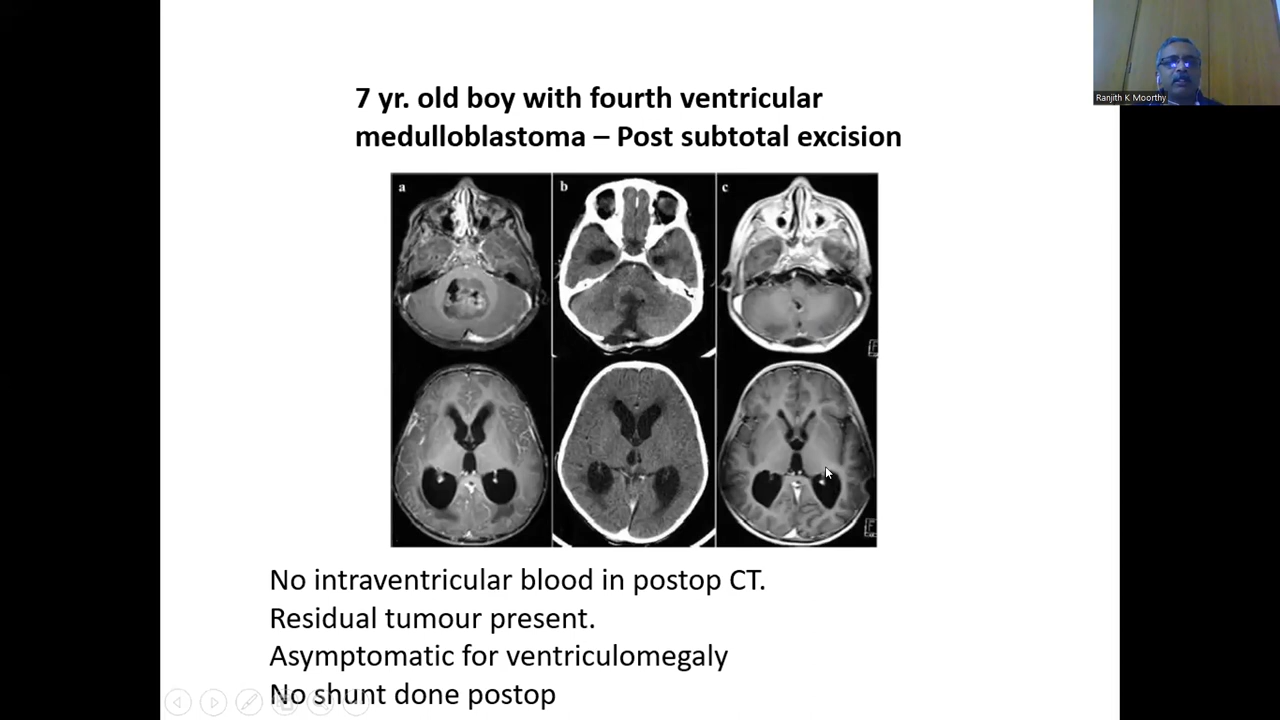 Ranjith K Moorthy
7 yr. old boy with fourth ventricular
medulloblastoma – Post subtotal excision
a
b
c
No intraventricular blood in postop CT.
Residual tumour present.
Asymptomatic for ventriculomegaly
No shunt done postop